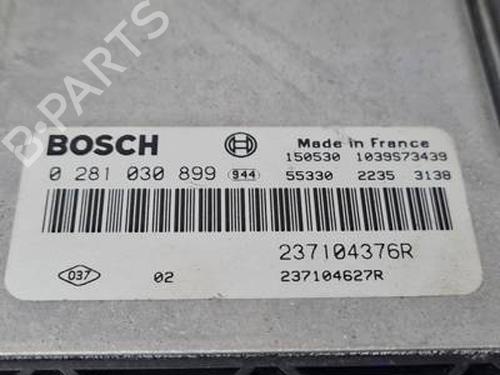 B-PARTS
BOSCH
Made in France
150530 1039S73439
0 281 030 899 944 55330 2235 3138
237104376R
037 02 237104627R
B-PARTS